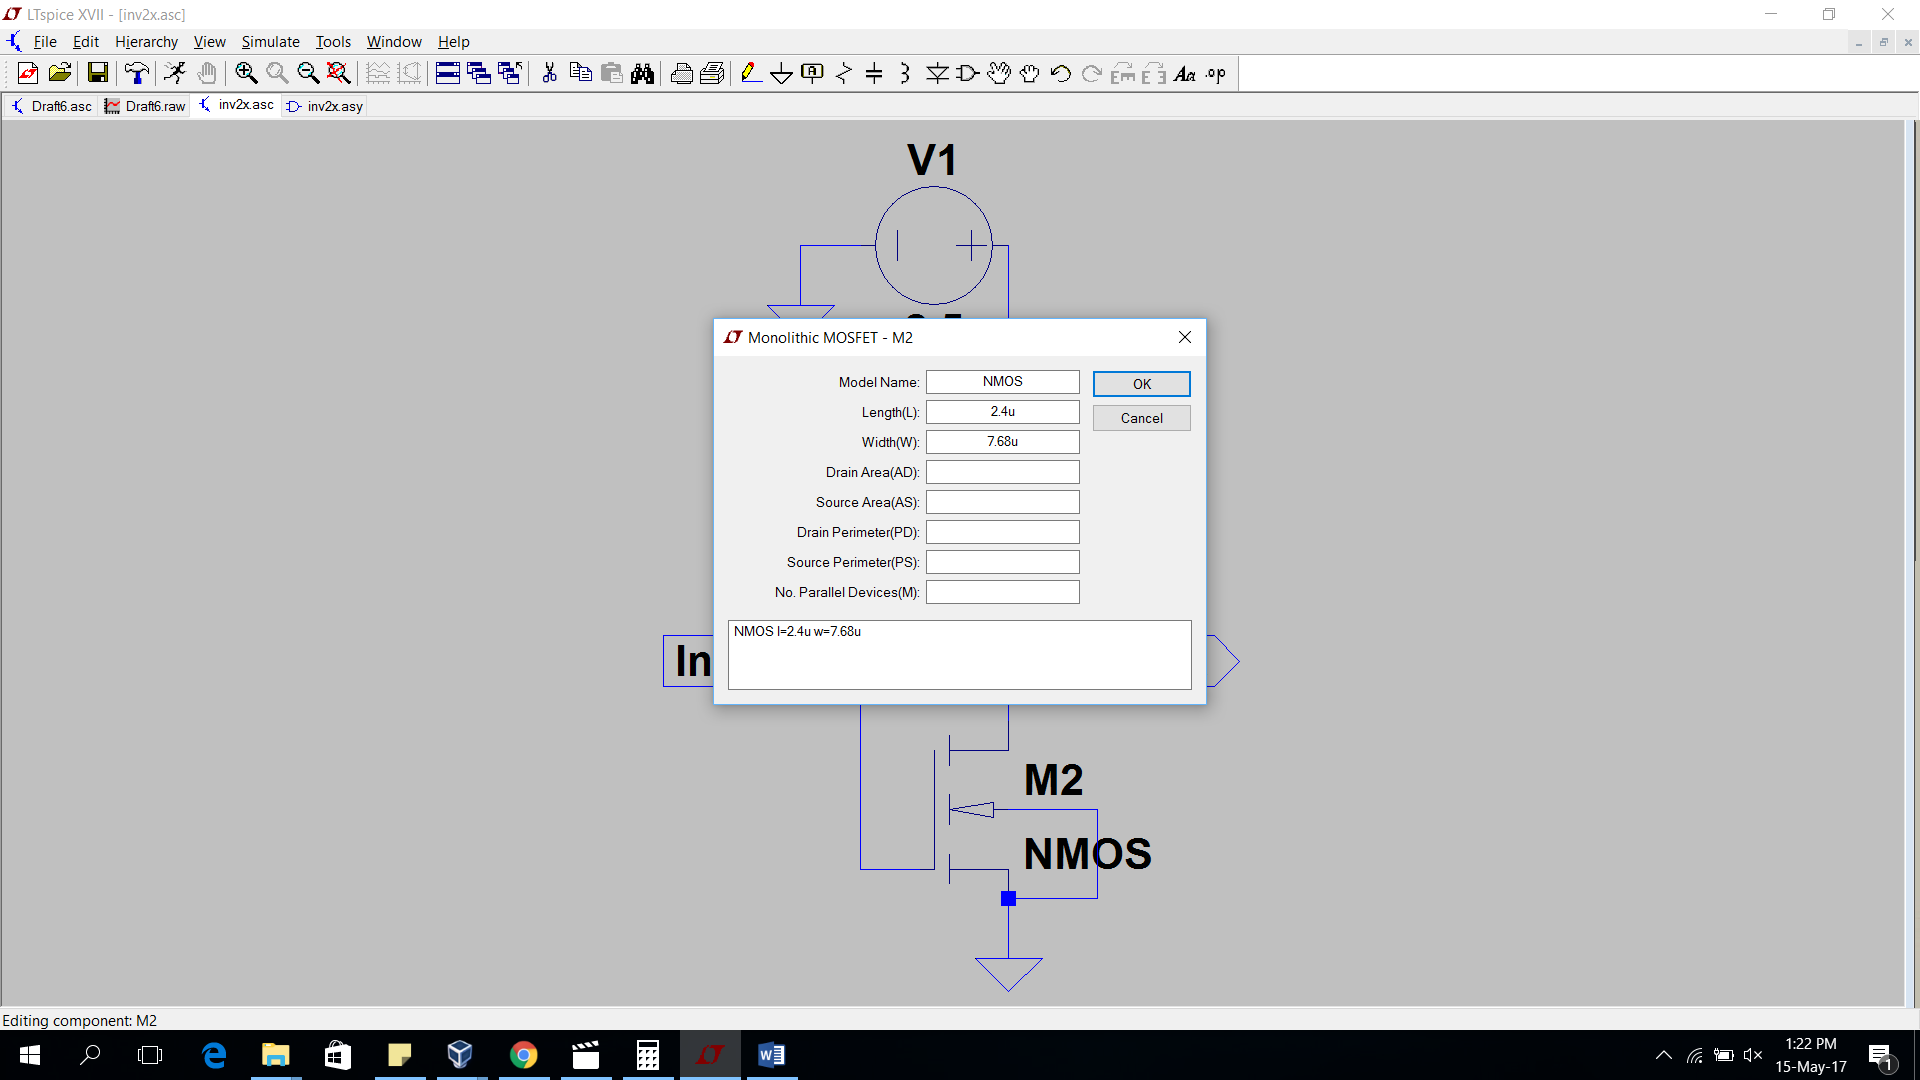 LTspice XVII - [inv2x.asc]
File Edit Hierarchy View Simulate Tools Window Help
Draft6.asc Draft6.raw inv2x.asc inv2x.asy
V1
Monolithic MOSFET - M2
Model Name: NMOS OK
Length(L): 2.4u Cancel
Width(W): 7.68u
Drain Area(AD):
Source Area(AS):
Drain Perimeter(PD):
Source Perimeter(PS):
No. Parallel Devices(M):
NMOS l=2.4u w=7.68u
In
M2
NMOS
Editing component: M2
1:22 PM
15-May-17
1